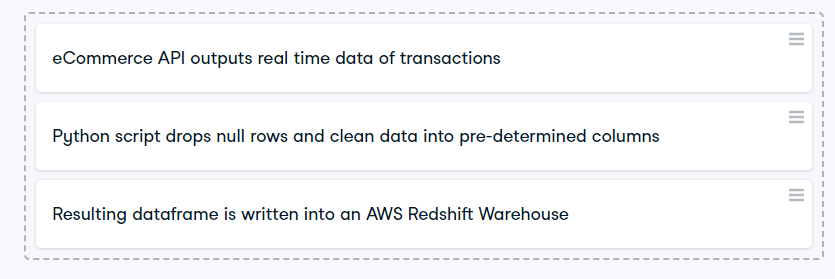 eCommerce API outputs real time data of transactions
Python script drops null rows and clean data into pre-determined columns
Resulting dataframe is written into an AWS Redshift Warehouse